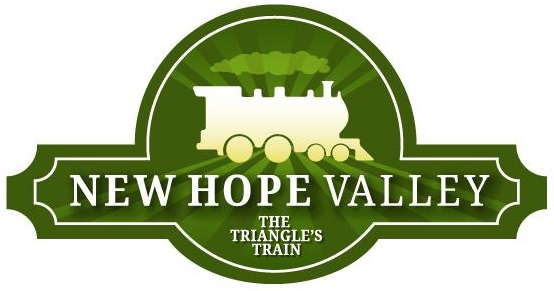 NEW HOPE VALLEY
THE
TRIANGLE'S
TRAIN